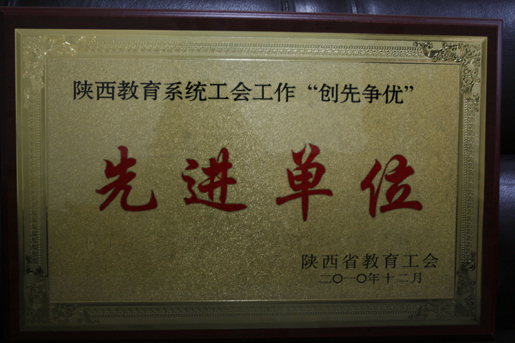 陕西教育系统工会工作“创先争优”
先进单位
陕西省教育工会
二〇一〇年十二月